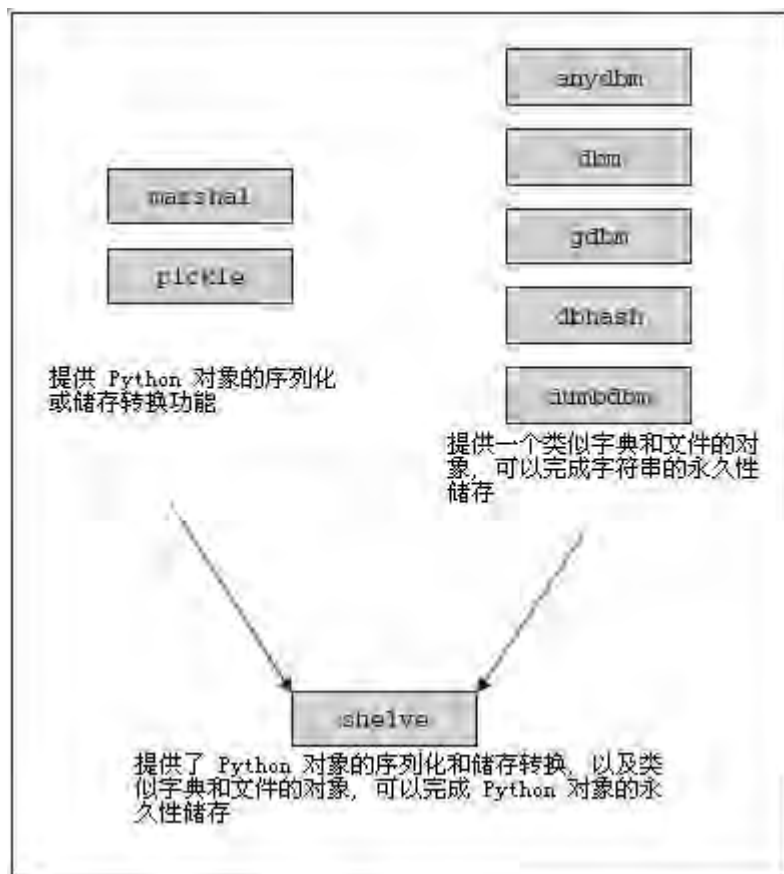 marshal
pickle
提供 Python 对象的序列化
或储存转换功能
anydbm
dbm
gdbm
dbhash
dumbdbm
提供一个类似字典和文件的对
象，可以完成字符串的永久性
储存
shelve
提供了 Python 对象的序列化和储存转换，以及类
似字典和文件的对象，可以完成 Python 对象的永
久性储存